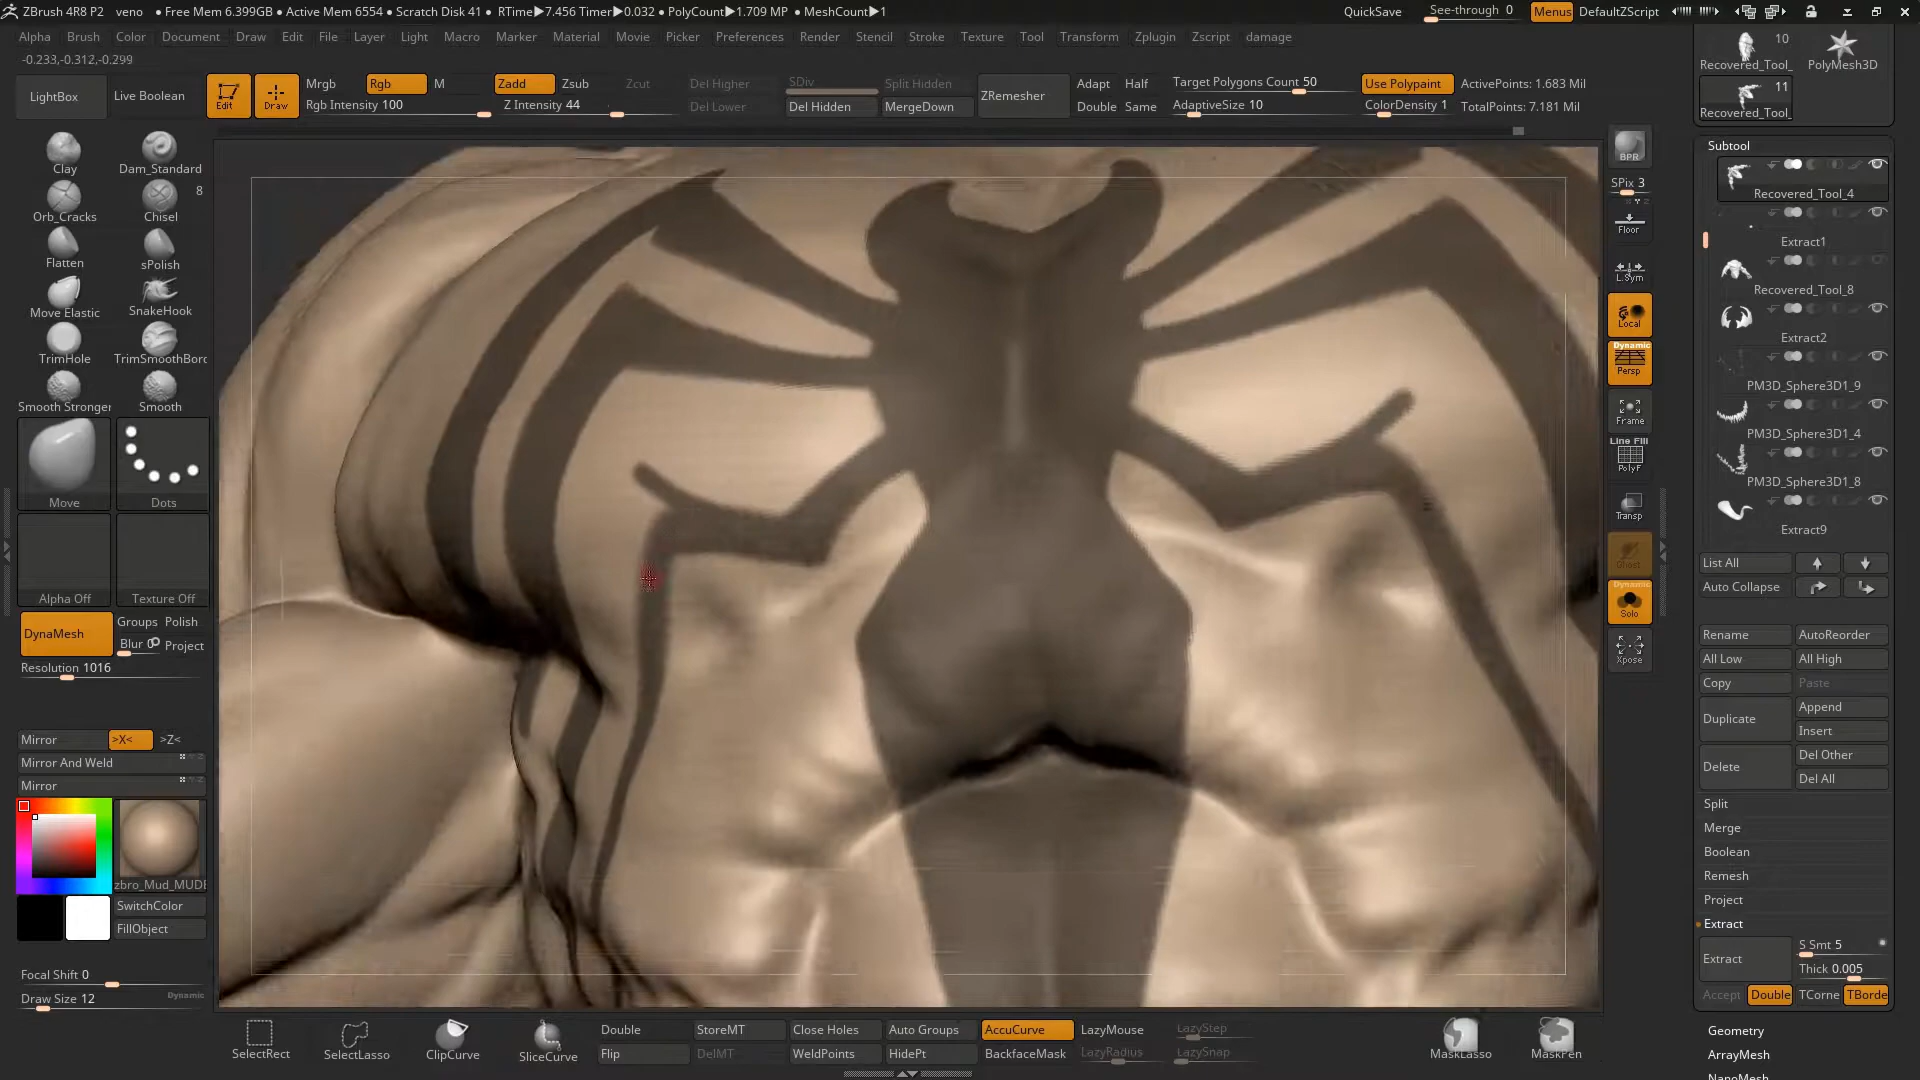 ZBrush 4R8 P2 veno ● Free Mem 6.399GB ● Active Mem 6554 ● Scratch Disk 41 ● RTime▶7.456 Timer▶0.032 ● PolyCount▶1.709 MP ● MeshCount▶1 QuickSave See-through 0 Menus DefaultZScript
Alpha Brush Color Document Draw Edit File Layer Light Macro Marker Material Movie Picker Preferences Render Stencil Stroke Texture Tool Transform Zplugin Zscript damage
-0.233,-0.312,-0.299
LightBox
Live Boolean
Edit
Draw
Mrgb Rgb M
Rgb Intensity 100
Zadd Zsub Zcut
Z Intensity 44
Del Higher
Del Lower
SDiv
Del Hidden
Split Hidden
MergeDown
ZRemesher
Adapt Half
Double Same
Target Polygons Count 50
AdaptiveSize 10
Use Polypaint
ColorDensity 1
ActivePoints: 1.683 Mil
TotalPoints: 7.181 Mil
Clay Dam_Standard
8
Orb_Cracks Chisel
Flatten sPolish
Move Elastic SnakeHook
TrimHole TrimSmoothBord
Smooth Stronger Smooth
Move Dots
Alpha Off Texture Off
DynaMesh
Groups Polish
Blur 0 Project
Resolution 1016
Mirror >X< >Z<
Mirror And Weld
Mirror
zbro_Mud_MUDE
SwitchColor
FillObject
Focal Shift 0
Draw Size 12 Dynamic
BPR
SPix 3
Floor
L.Sym
Local
Dynamic
Persp
Frame
Line Fill
PolyF
Transp
Ghost
Dynamic
Solo
Xpose
10
Recovered_Tool_ PolyMesh3D
11
Recovered_Tool_
Subtool
Recovered_Tool_4
Extract1
Recovered_Tool_8
Extract2
PM3D_Sphere3D1_9
PM3D_Sphere3D1_4
PM3D_Sphere3D1_8
Extract9
List All
Auto Collapse
Rename AutoReorder
All Low All High
Copy Paste
Duplicate
Append
Insert
Delete
Del Other
Del All
Split
Merge
Boolean
Remesh
Project
Extract
Extract
S Smt 5
Thick 0.005
Accept Double TCorne TBorde
Geometry
ArrayMesh
NanoMesh
SelectRect SelectLasso ClipCurve SliceCurve
Double StoreMT Close Holes Auto Groups AccuCurve LazyMouse LazyStep
Flip DelMT WeldPoints HidePt BackfaceMask LazyRadius LazySnap
MaskLasso MaskPen